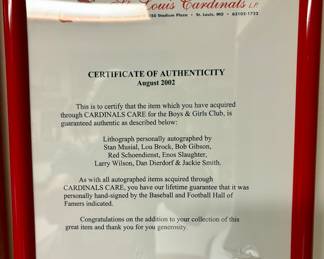 St. Louis Cardinals L.P.
Stadium Plaza • St. Louis, MO • 63102-1722
CERTIFICATE OF AUTHENTICITY
August 2002
This is to certify that the item which you have acquired
through CARDINALS CARE for the Boys & Girls Club, is
guaranteed authentic as described below:
Lithograph personally autographed by
Stan Musial, Lou Brock, Bob Gibson,
Red Schoendienst, Enos Slaughter,
Larry Wilson, Dan Dierdorf & Jackie Smith.
As with all autographed items acquired through
CARDINALS CARE, you have our lifetime guarantee that it was
personally hand-signed by the Baseball and Football Hall of
Famers indicated.
Congratulations on the addition to your collection of this
great item and thank you for you generosity.